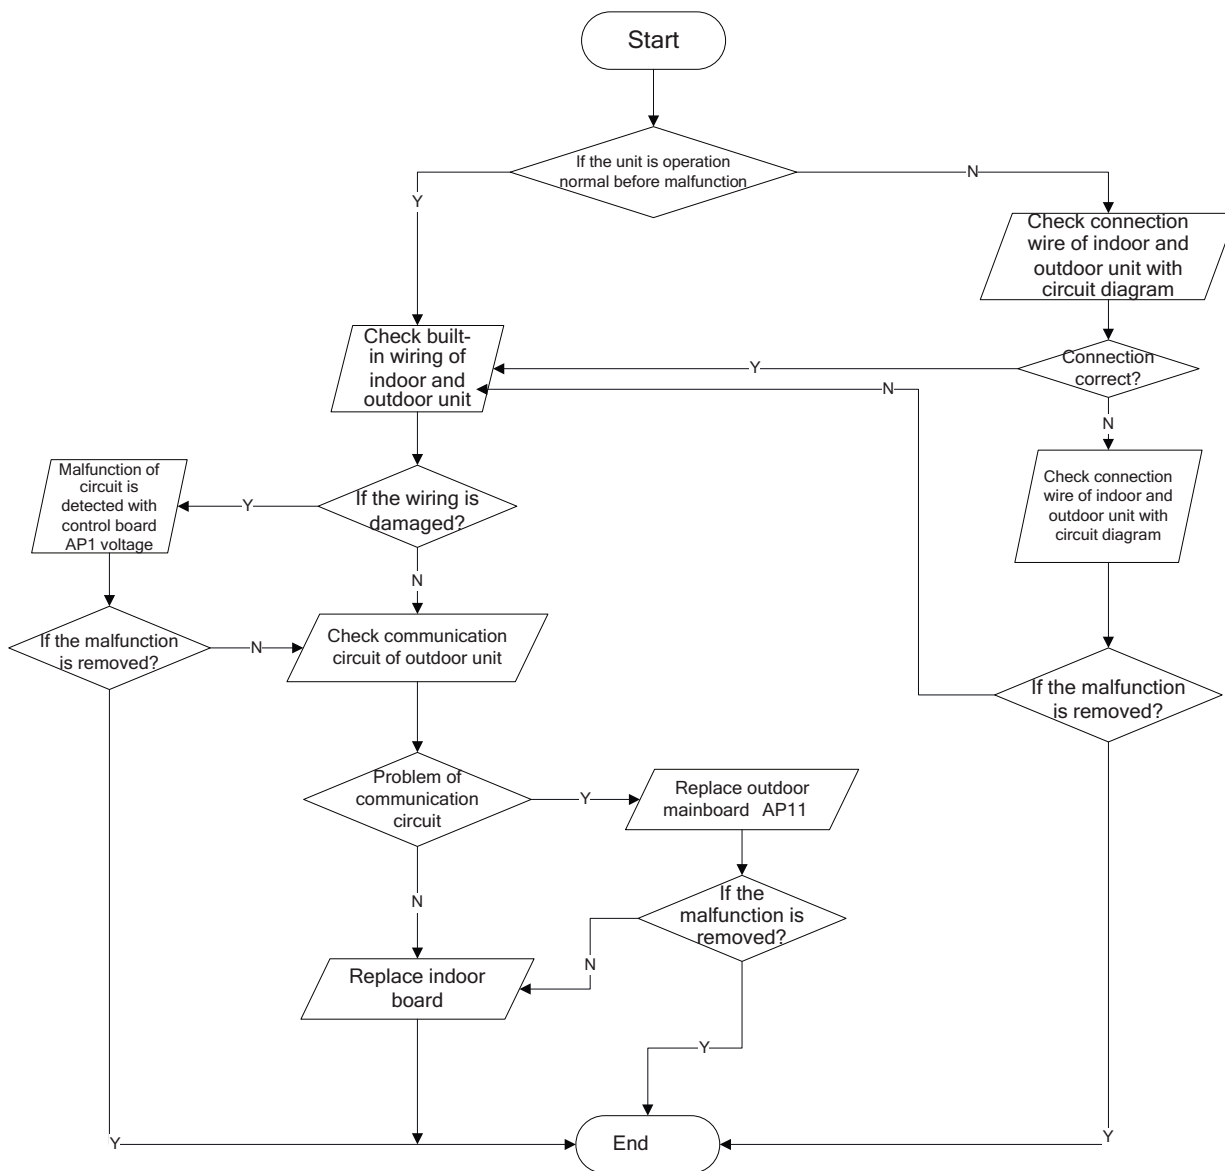 Start
If the unit is operation
normal before malfunction
N
Y
Check connection
wire of indoor and
outdoor unit with
circuit diagram
Check built-
in wiring of
indoor and
outdoor unit
Y
Connection
correct?
N
N
Malfunction of
circuit is
detected with
control board
AP1 voltage
Y
If the wiring is
damaged?
Check connection
wire of indoor and
outdoor unit with
circuit diagram
N
If the malfunction
is removed?
N
Check communication
circuit of outdoor unit
If the malfunction
is removed?
Problem of
communication
circuit
Y
Replace outdoor
mainboard AP11
N
If the
malfunction is
removed?
N
Replace indoor
board
Y
Y
End
Y